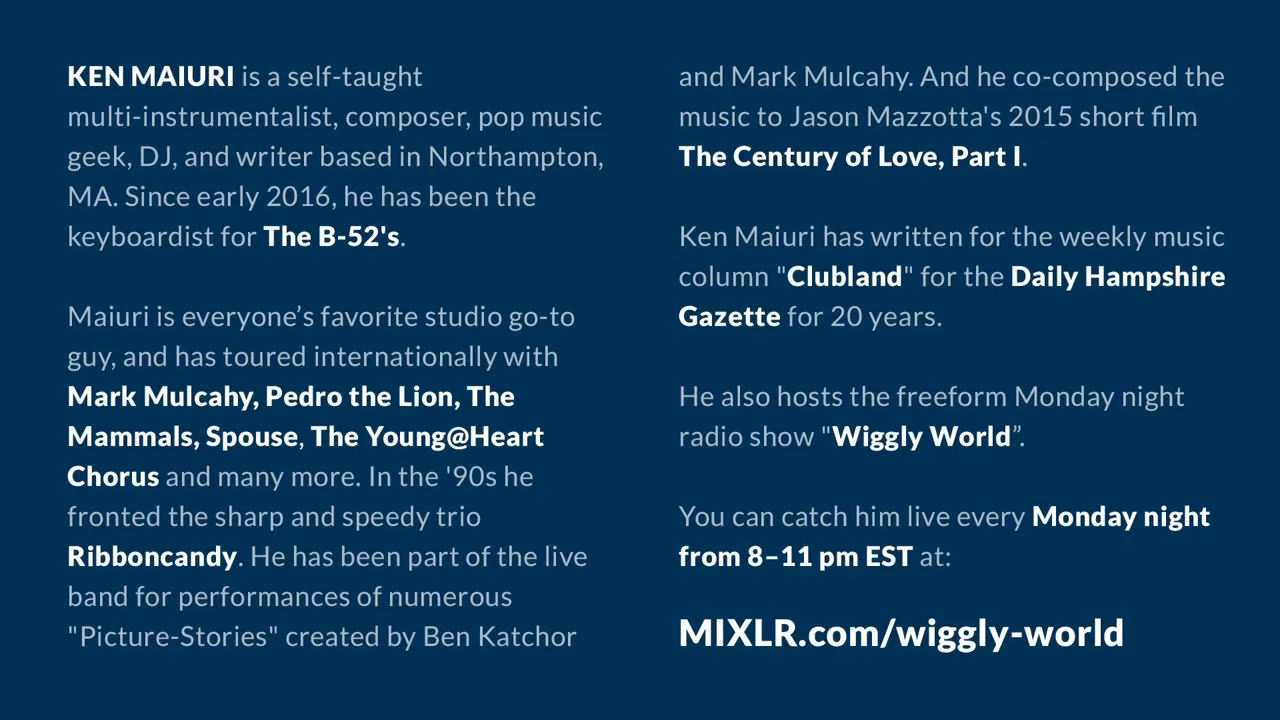 KEN MAIURI is a self-taught
multi-instrumentalist, composer, pop music
geek, DJ, and writer based in Northampton,
MA. Since early 2016, he has been the
keyboardist for The B-52's.
Maiuri is everyone’s favorite studio go-to
guy, and has toured internationally with
Mark Mulcahy, Pedro the Lion, The
Mammals, Spouse, The Young@Heart
Chorus and many more. In the '90s he
fronted the sharp and speedy trio
Ribboncandy. He has been part of the live
band for performances of numerous
"Picture-Stories" created by Ben Katchor
and Mark Mulcahy. And he co-composed the
music to Jason Mazzotta's 2015 short film
The Century of Love, Part I.
Ken Maiuri has written for the weekly music
column "Clubland" for the Daily Hampshire
Gazette for 20 years.
He also hosts the freeform Monday night
radio show "Wiggly World”.
You can catch him live every Monday night
from 8–11 pm EST at:
MIXLR.com/wiggly-world